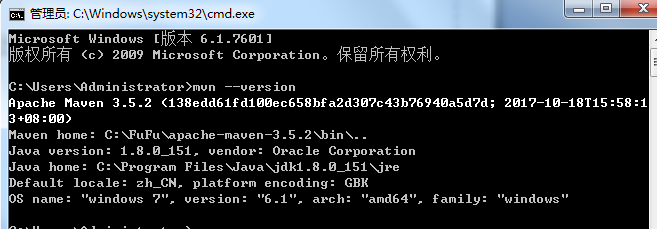 管理员: C:\Windows\system32\cmd.exe
Microsoft Windows [版本 6.1.7601]
版权所有 (c) 2009 Microsoft Corporation。保留所有权利。
C:\Users\Administrator>mvn --version
Apache Maven 3.5.2 (138edd61fd100ec658bfa2d307c43b76940a5d7d; 2017-10-18T15:58:1
3+08:00)
Maven home: C:\FuFu\apache-maven-3.5.2\bin\..
Java version: 1.8.0_151, vendor: Oracle Corporation
Java home: C:\Program Files\Java\jdk1.8.0_151\jre
Default locale: zh_CN, platform encoding: GBK
OS name: "windows 7", version: "6.1", arch: "amd64", family: "windows"